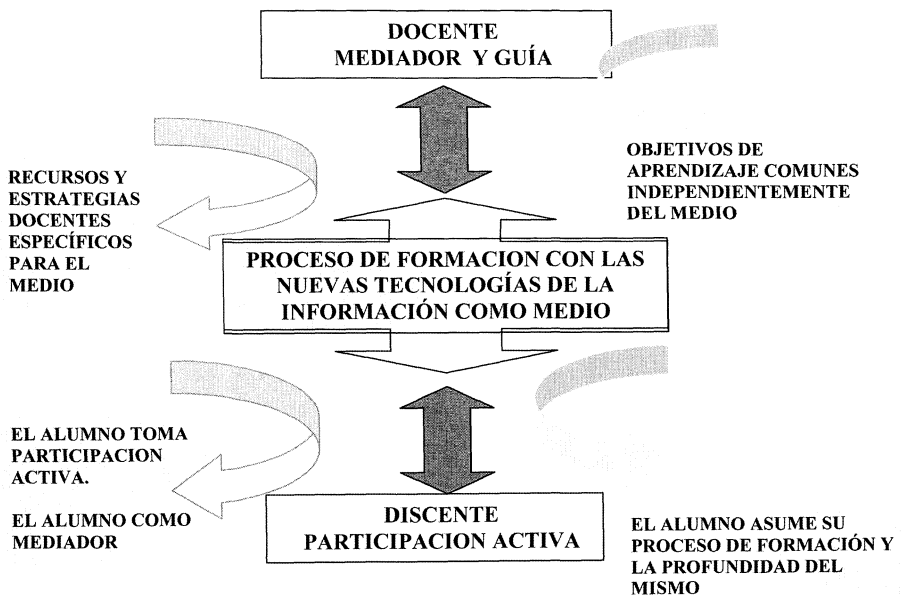 DOCENTE
MEDIADOR Y GUÍA
RECURSOS Y
ESTRATEGIAS
DOCENTES
ESPECÍFICOS
PARA EL
MEDIO
OBJETIVOS DE
APRENDIZAJE COMUNES
INDEPENDIENTEMENTE
DEL MEDIO
PROCESO DE FORMACION CON LAS
NUEVAS TECNOLOGÍAS DE LA
INFORMACIÓN COMO MEDIO
EL ALUMNO TOMA
PARTICIPACION
ACTIVA.
EL ALUMNO COMO
MEDIADOR
DISCENTE
PARTICIPACION ACTIVA
EL ALUMNO ASUME SU
PROCESO DE FORMACIÓN Y
LA PROFUNDIDAD DEL
MISMO